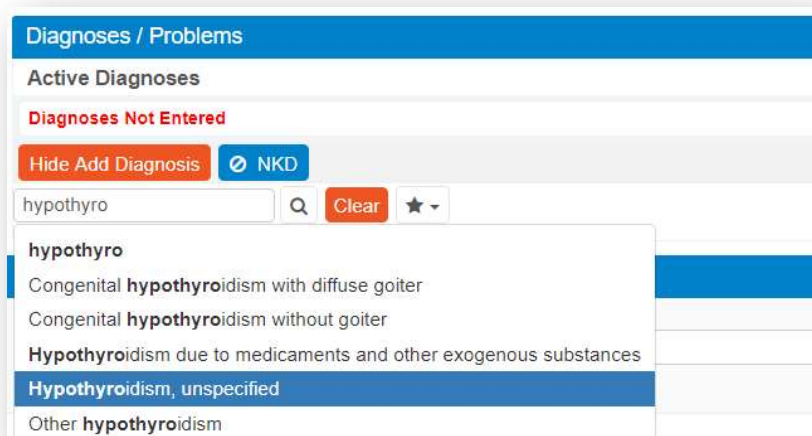 Diagnoses / Problems
Active Diagnoses
Diagnoses Not Entered
Hide Add Diagnosis NKD
hypothyro Clear
hypothyro
Congenital hypothyroidism with diffuse goiter
Congenital hypothyroidism without goiter
Hypothyroidism due to medicaments and other exogenous substances
Hypothyroidism, unspecified
Other hypothyroidism